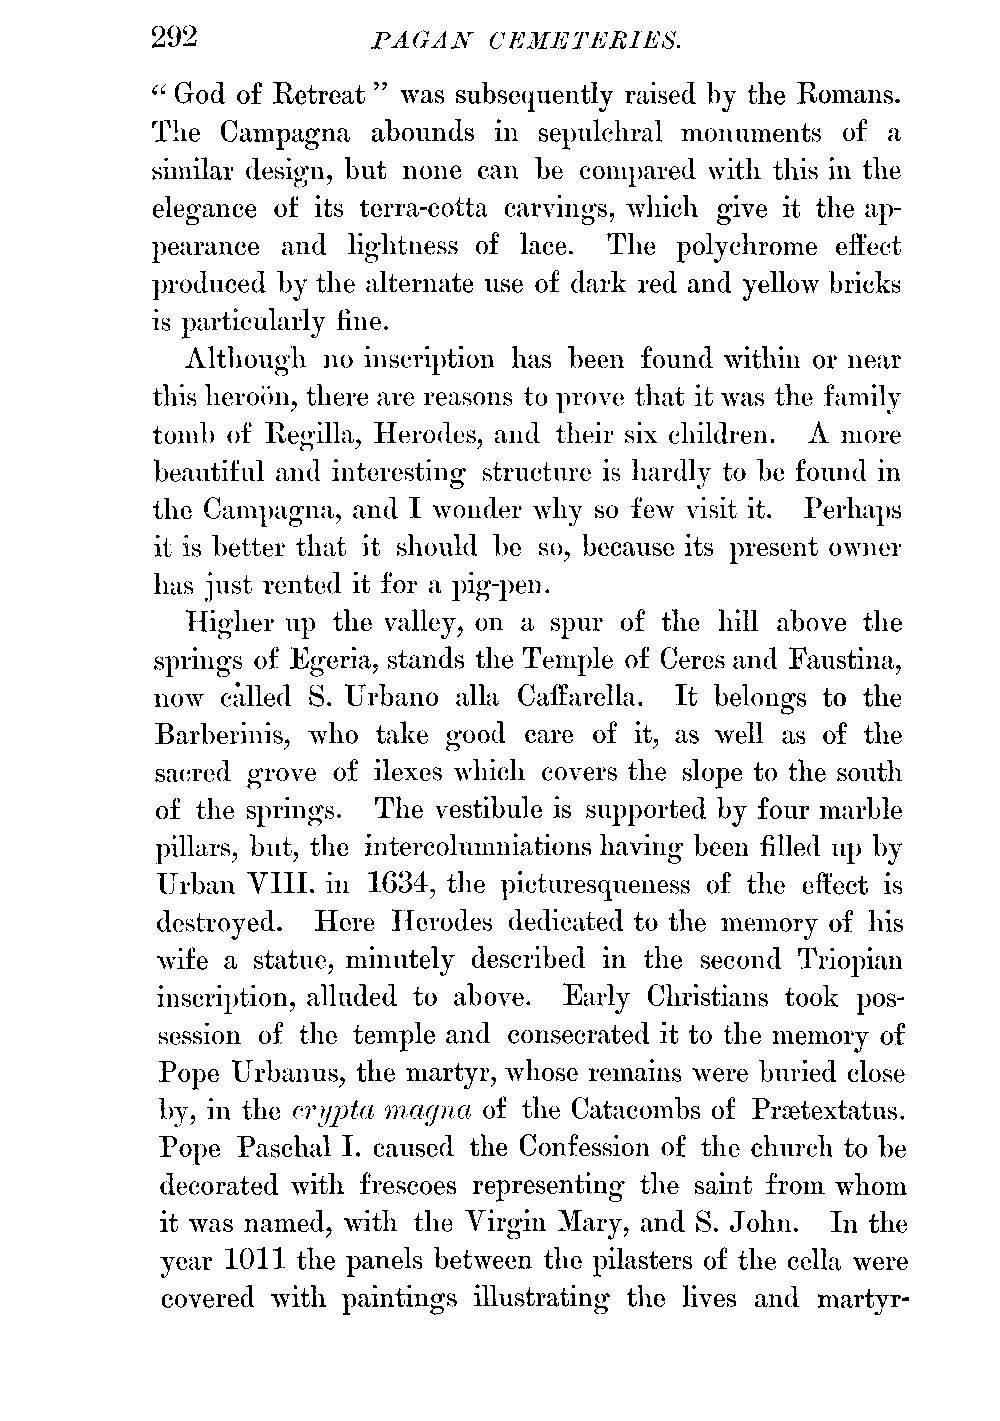 292 PAGAN CEMETERIES.
“ God of Retreat ” was subsequently raised by the Romans.
The Campagna abounds in sepulchral monuments of a
similar design, but none can be compared with this in the
elegance of its terra-cotta carvings, which give it the ap-
pearance and lightness of lace. The polychrome effect
produced by the alternate use of dark red and yellow bricks
is particularly fine.
Although no inscription has been found within or near
this heroön, there are reasons to prove that it was the family
tomb of Regilla, Herodes, and their six children. A more
beautiful and interesting structure is hardly to be found in
the Campagna, and I wonder why so few visit it. Perhaps
it is better that it should be so, because its present owner
has just rented it for a pig-pen.
Higher up the valley, on a spur of the hill above the
springs of Egeria, stands the Temple of Ceres and Faustina,
now called S. Urbano alla Caffarella. It belongs to the
Barberinis, who take good care of it, as well as of the
sacred grove of ilexes which covers the slope to the south
of the springs. The vestibule is supported by four marble
pillars, but, the intercolumniations having been filled up by
Urban VIII. in 1634, the picturesqueness of the effect is
destroyed. Here Herodes dedicated to the memory of his
wife a statue, minutely described in the second Triopian
inscription, alluded to above. Early Christians took pos-
session of the temple and consecrated it to the memory of
Pope Urbanus, the martyr, whose remains were buried close
by, in the crypta magna of the Catacombs of Prætextatus.
Pope Paschal I. caused the Confession of the church to be
decorated with frescoes representing the saint from whom
it was named, with the Virgin Mary, and S. John. In the
year 1011 the panels between the pilasters of the cella were
covered with paintings illustrating the lives and martyr-